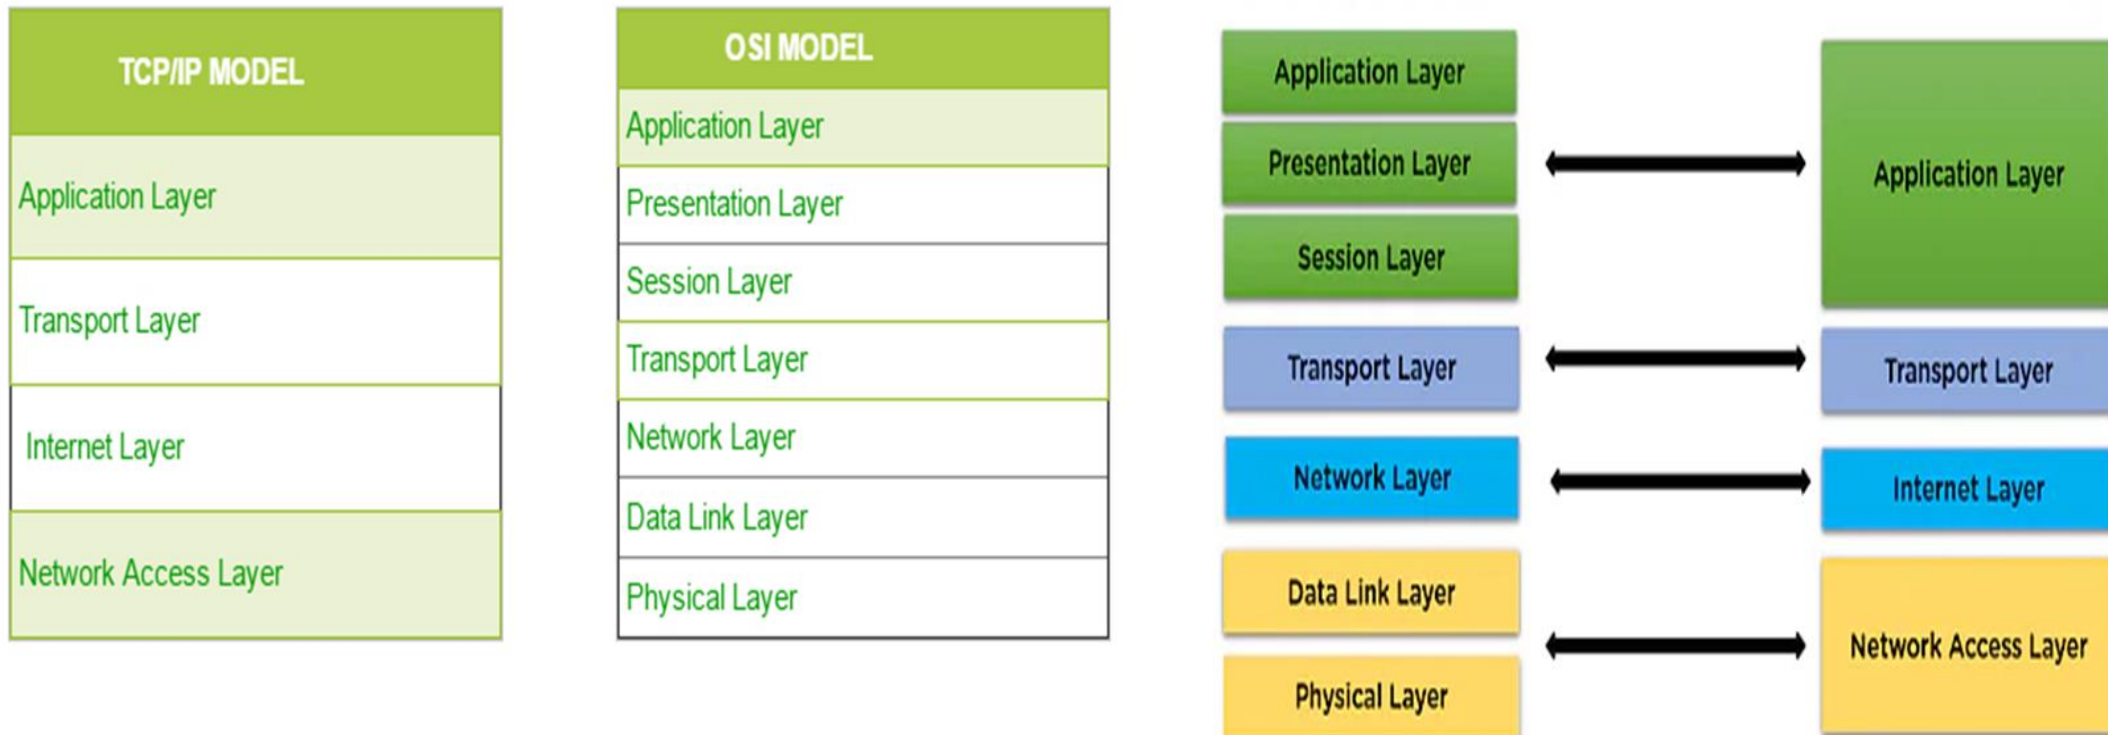 TCP/IP MODEL
Application Layer
Transport Layer
Internet Layer
Network Access Layer
OSI MODEL
Application Layer
Presentation Layer
Session Layer
Transport Layer
Network Layer
Data Link Layer
Physical Layer
Application Layer
Presentation Layer
Session Layer
Transport Layer
Network Layer
Data Link Layer
Physical Layer
Application Layer
Transport Layer
Internet Layer
Network Access Layer